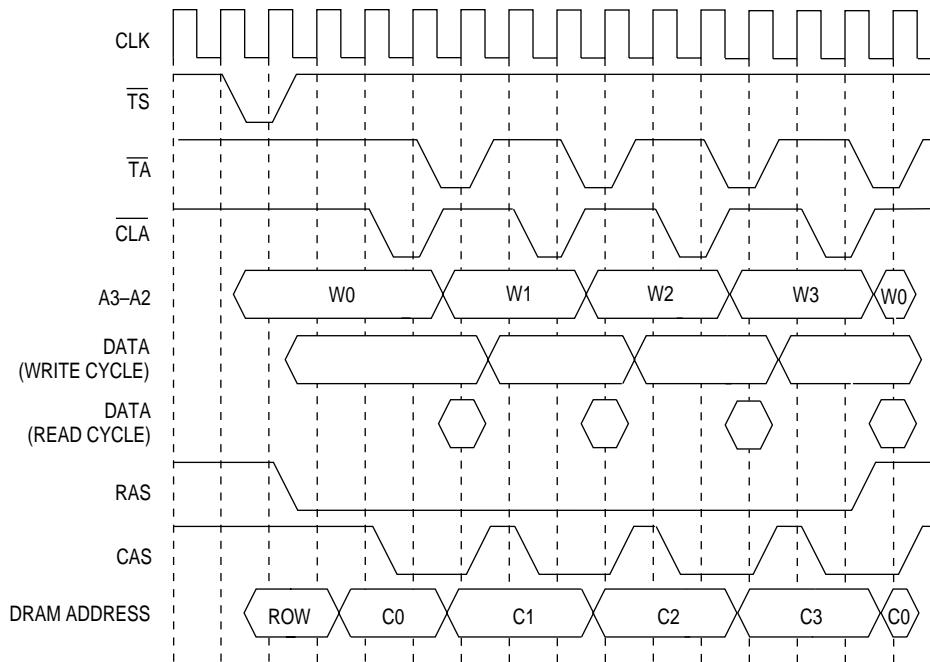 CLK
TS
TA
CLA
A3–A2
W0 W1 W2 W3 W0
DATA
(WRITE CYCLE)
DATA
(READ CYCLE)
RAS
CAS
DRAM ADDRESS
ROW C0 C1 C2 C3 C0